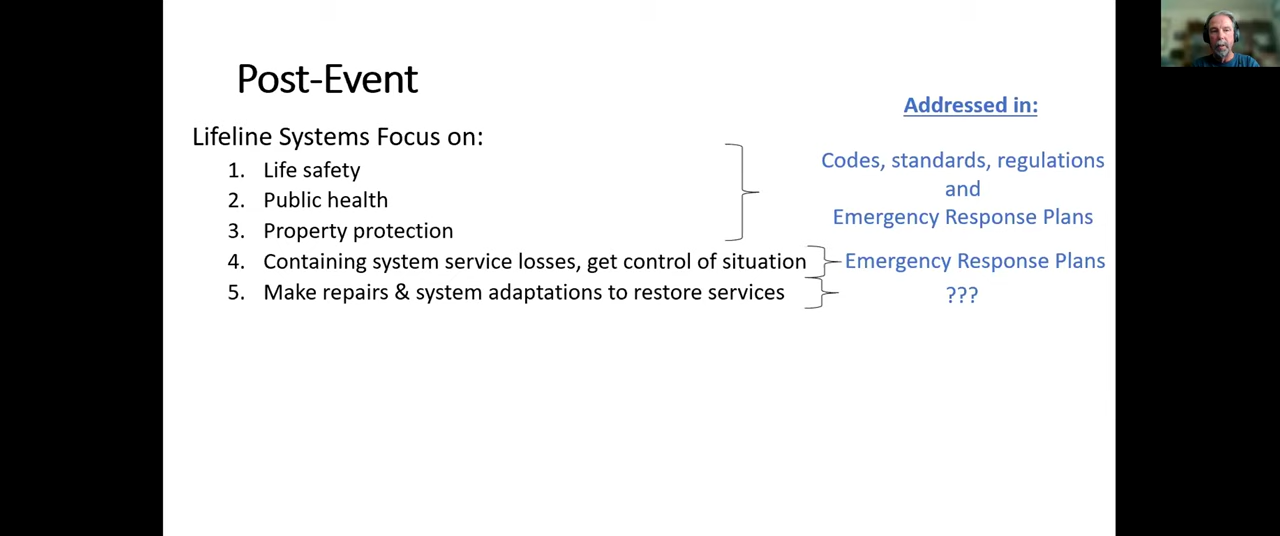 Post-Event
Addressed in:
Lifeline Systems Focus on:
1. Life safety
2. Public health
3. Property protection
Codes, standards, regulations
and
Emergency Response Plans
4. Containing system service losses, get control of situation
Emergency Response Plans
5. Make repairs & system adaptations to restore services
???